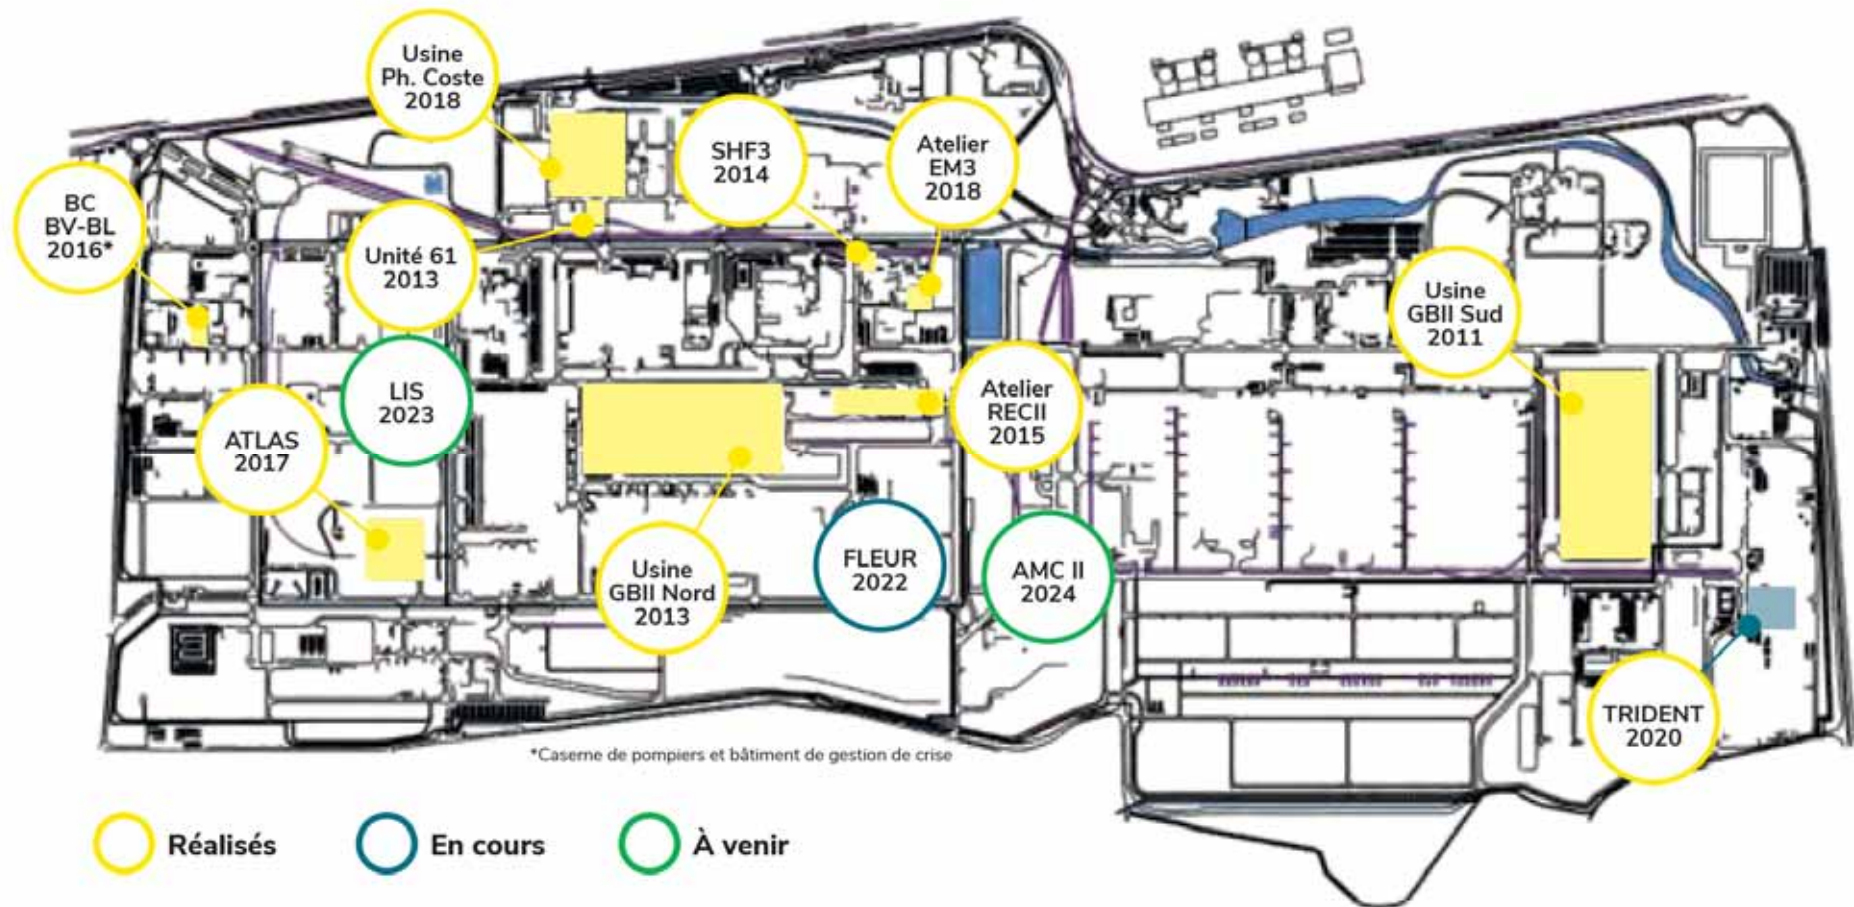 Usine
Ph. Coste
2018
SHF3
2014
Atelier
EM3
2018
BC
BV-BL
2016*
Unité 61
2013
Usine
GBII Sud
2011
LIS
2023
Atelier
RECII
2015
ATLAS
2017
Usine
GBII Nord
2013
FLEUR
2022
AMC II
2024
TRIDENT
2020
*Caserne de pompiers et bâtiment de gestion de crise
Réalisés
En cours
À venir